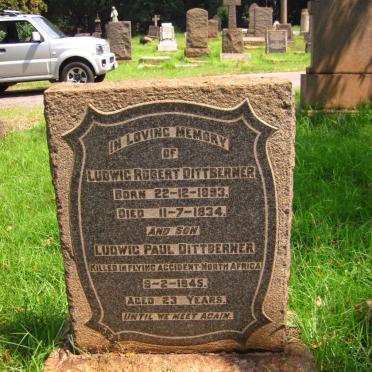 IN LOVING MEMORY
OF
LUDWIG ROBERT DITTBERNER
BORN 22-12-1893.
DIED 11-7-1934.
AND SON
LUDWIG PAUL DITTBERNER
KILLED IN FLYING ACCIDENT-NORTH AFRICA
8-2-1945.
AGED 23 YEARS.
UNTIL WE MEET AGAIN.